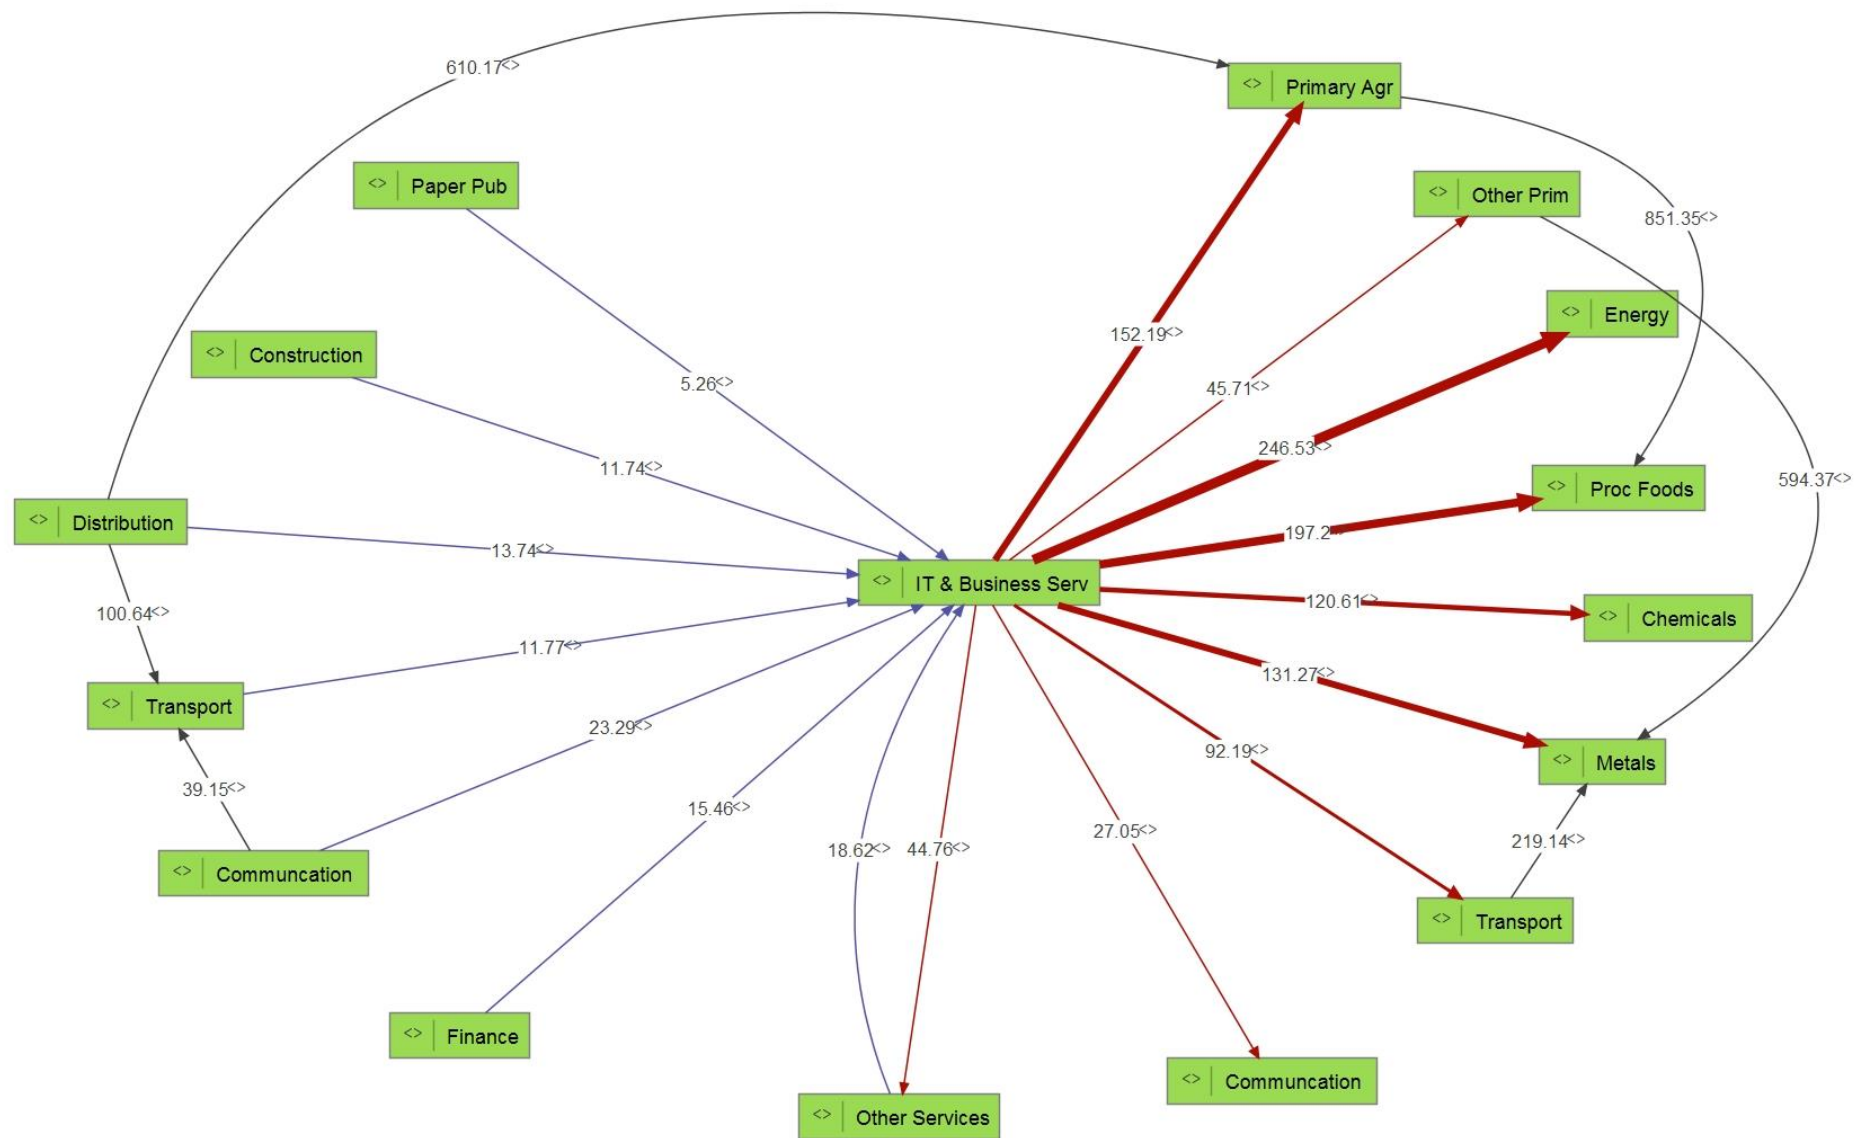 610.17<>
<> Primary Agr
<> Paper Pub
<> Other Prim
851.35<>
<> Energy
152.19<>
<> Construction
5.26<>
45.71<>
246.53<>
11.74<>
594.37<>
<> Proc Foods
<> Distribution
197.2
13.74<>
<> IT & Business Serv
120.61<>
100.64<>
<> Chemicals
11.77<>
131.27<>
<> Transport
23.29<>
92.19<>
<> Metals
39.15<>
15.46<>
27.05<>
219.14<>
18.62<>
44.76<>
<> Communcation
<> Transport
<> Finance
<> Communcation
<> Other Services